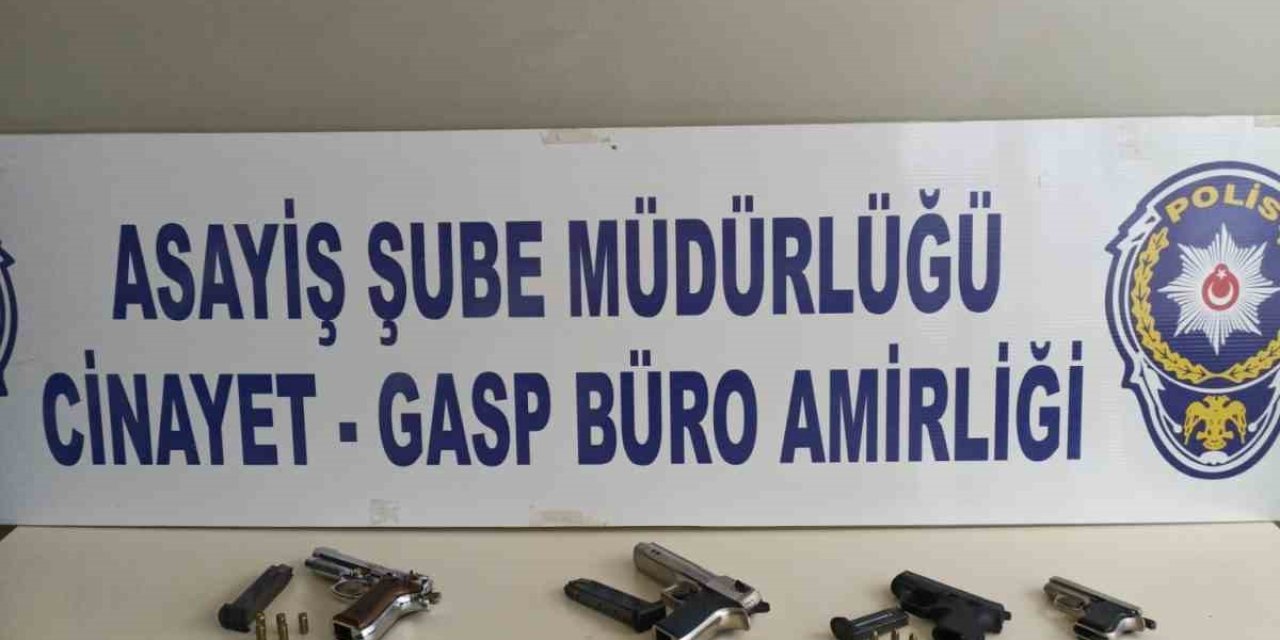 ASAYİŞ ŞUBE MÜDÜRLÜĞÜ
CİNAYET - GASP BÜRO AMİRLİĞİ
POLİS